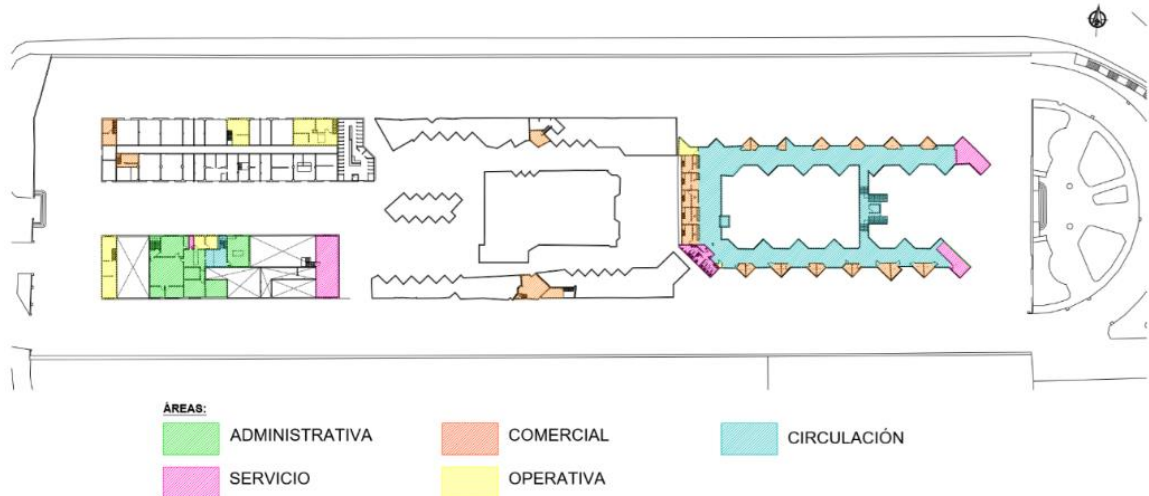 ÁREAS:
ADMINISTRATIVA
COMERCIAL
CIRCULACIÓN
SERVICIO
OPERATIVA